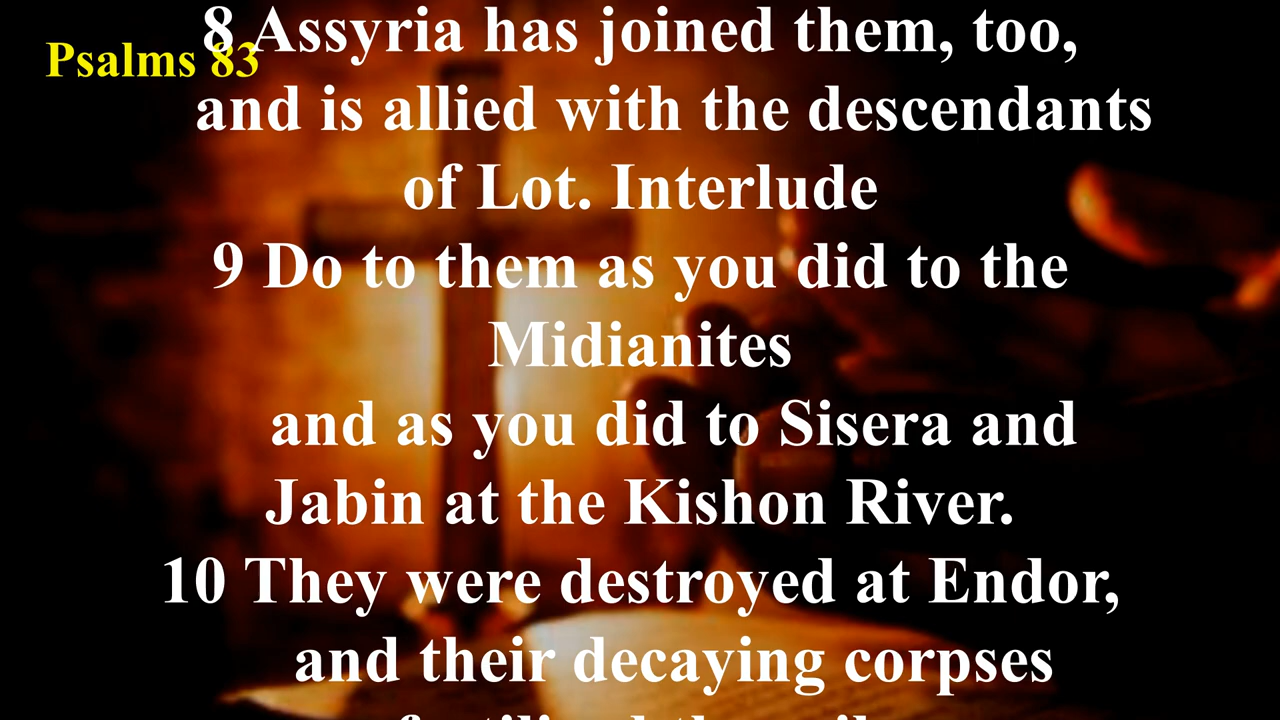 Psalms 83
8 Assyria has joined them, too,
and is allied with the descendants
of Lot. Interlude
9 Do to them as you did to the
Midianites
and as you did to Sisera and
Jabin at the Kishon River.
10 They were destroyed at Endor,
and their decaying corpses